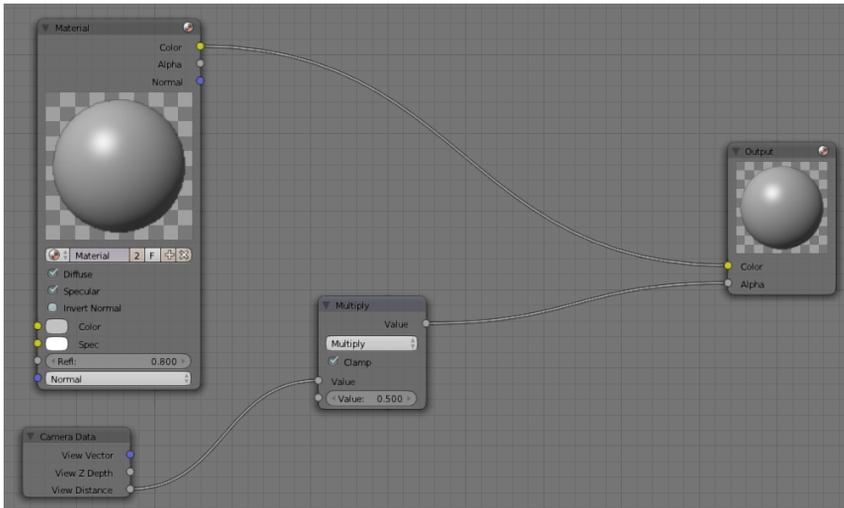 Material
Color
Alpha
Normal
Material 2 F
Diffuse
Specular
Invert Normal
Color
Spec
Refl: 0.800
Normal
Camera Data
View Vector
View Z Depth
View Distance
Multiply
Value
Multiply
Clamp
Value
Value: 0.500
Output
Color
Alpha